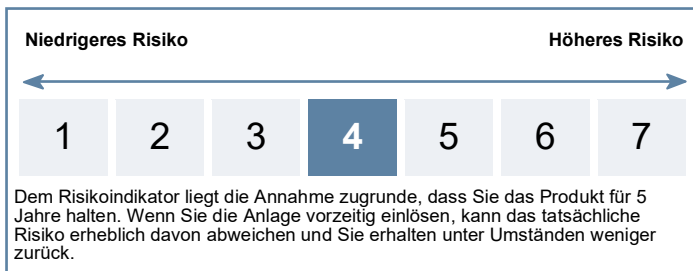 Niedrigeres Risiko Höheres Risiko
1 2 3 4 5 6 7
Dem Risikoindikator liegt die Annahme zugrunde, dass Sie das Produkt für 5
Jahre halten. Wenn Sie die Anlage vorzeitig einlösen, kann das tatsächliche
Risiko erheblich davon abweichen und Sie erhalten unter Umständen weniger
zurück.